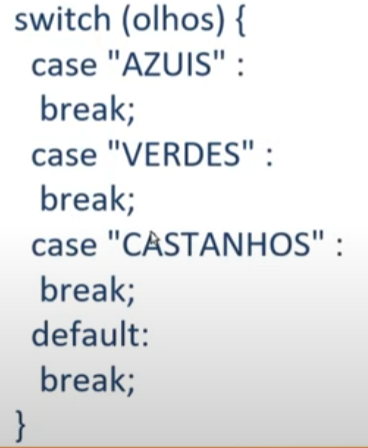 switch (olhos) {
case "AZUIS" :
break;
case "VERDES" :
break;
case "CASTANHOS" :
break;
default:
break;
}